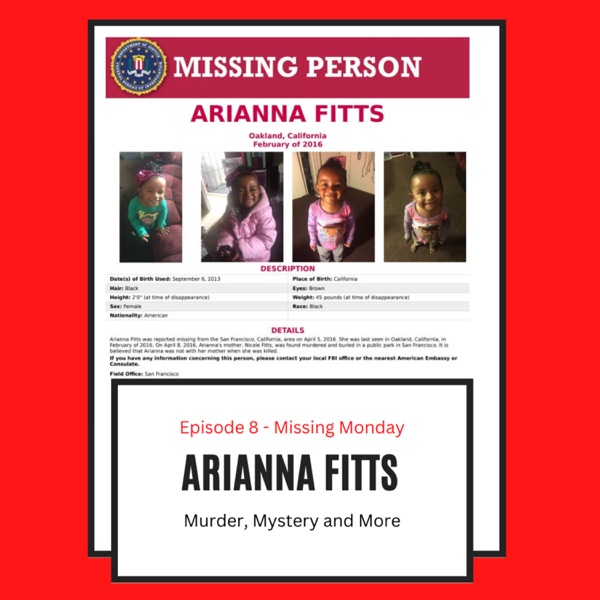 MISSING PERSON
ARIANNA FITTS
Oakland, California
February of 2016
DESCRIPTION
Date(s) of Birth Used: September 6, 2013 Place of Birth: California
Hair: Black Eyes: Brown
Height: 2'0" (at time of disappearance) Weight: 45 pounds (at time of disappearance)
Sex: Female Race: Black
Nationality: American
DETAILS
Arianna Fitts was reported missing from the San Francisco, California, area on April 5, 2016. She was last seen in Oakland, California, in
February of 2016. On April 8, 2016, Arianna's mother, Nicole Fitts, was found murdered and buried in a public park in San Francisco. It is
believed that Arianna was not with her mother when she was killed.
If you have any information concerning this person, please contact your local FBI office or the nearest American Embassy or
Consulate.
Field Office: San Francisco
Episode 8 - Missing Monday
ARIANNA FITTS
Murder, Mystery and More